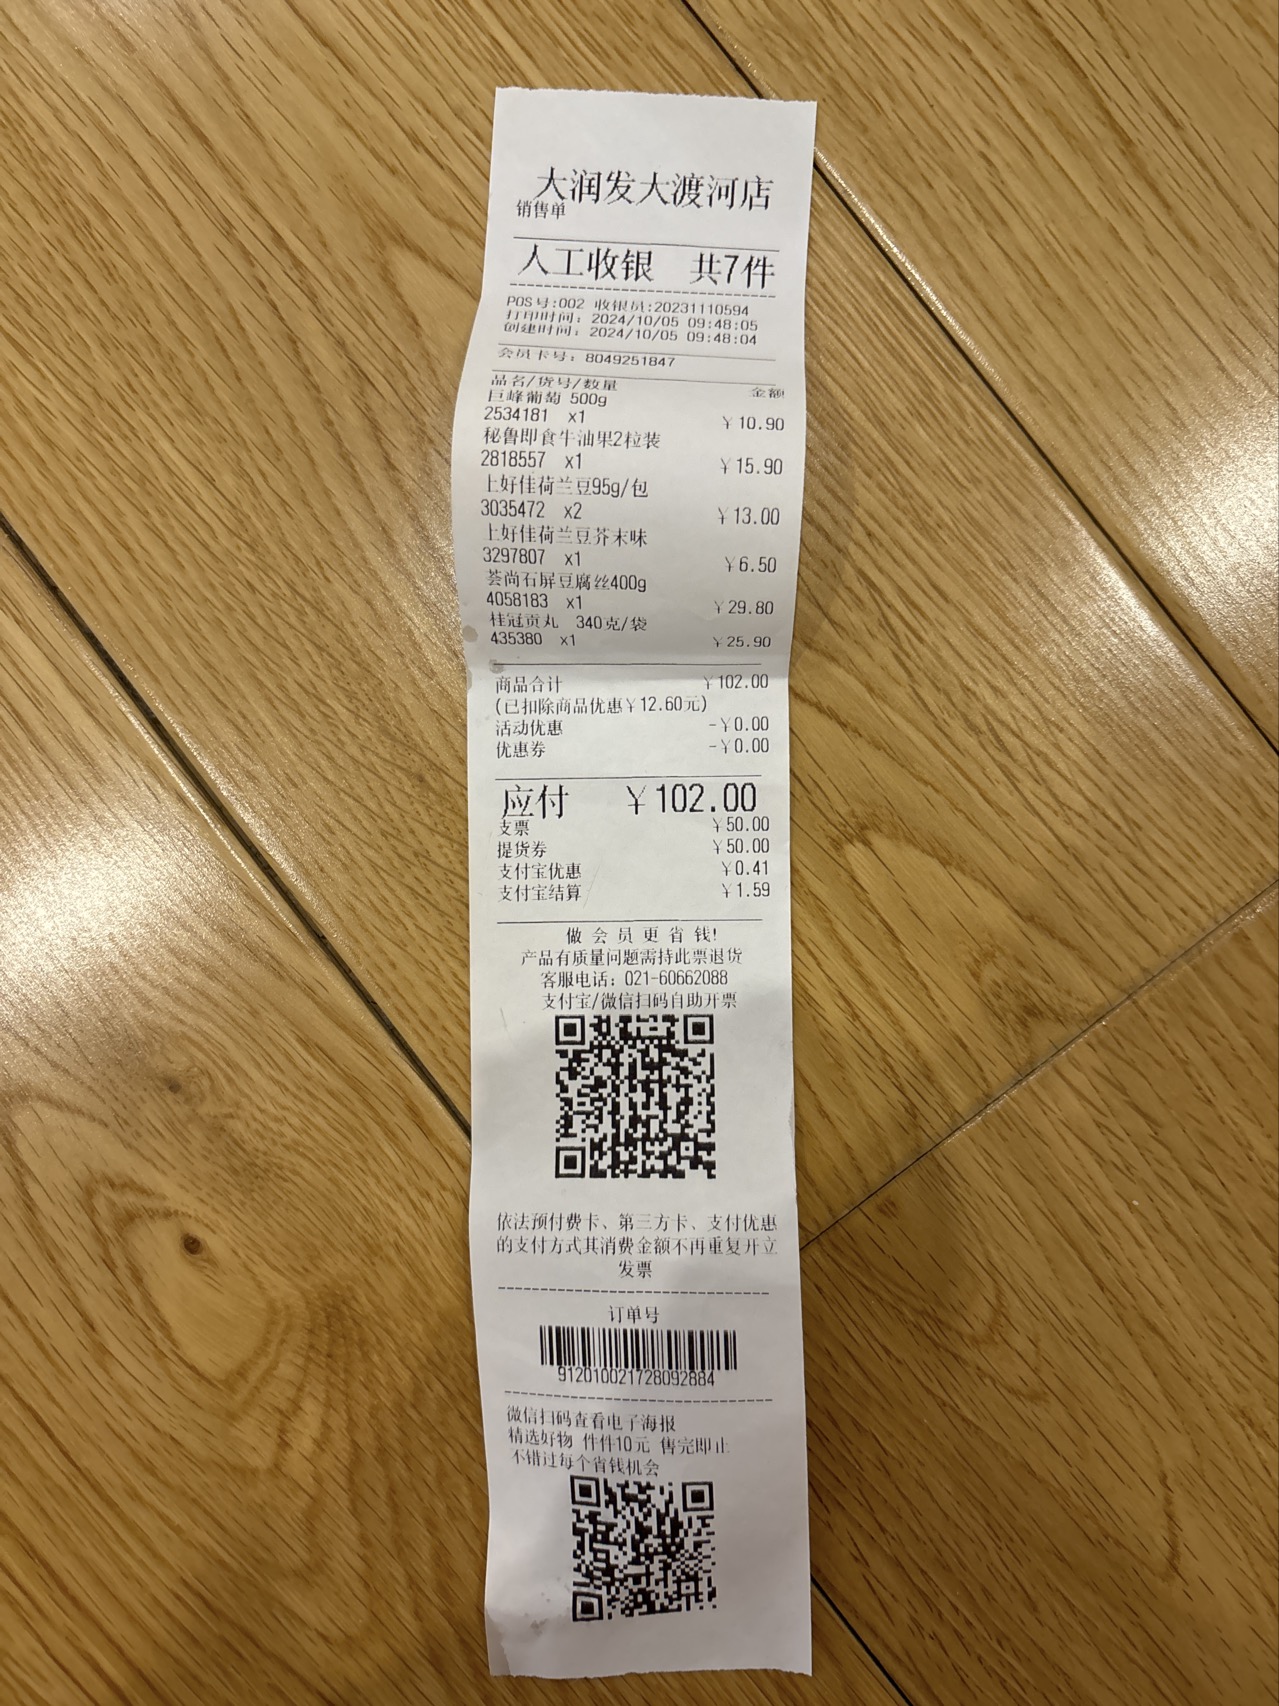 大润发大渡河店
销售单
人工收银 共7件
POS号:002 收银员:20231110594
打印时间: 2024/10/05 09:48:05
创建时间: 2024/10/05 09:48:04
会员卡号: 8049251847
品名/货号/数量 金额
巨峰葡萄 500g
2534181 x1 ￥10.90
秘鲁即食牛油果2粒装
2818557 x1 ￥15.90
上好佳荷兰豆95g/包
3035472 x2 ￥13.00
上好佳荷兰豆芥末味
3297807 x1 ￥6.50
荟尚石屏豆腐丝400g
4058183 x1 ￥29.80
桂冠贡丸 340克/袋
435380 x1 ￥25.90
商品合计 ￥102.00
(已扣除商品优惠￥12.60元)
活动优惠 -￥0.00
优惠券 -￥0.00
应付 ￥102.00
支票 ￥50.00
提货券 ￥50.00
支付宝优惠 ￥0.41
支付宝结算 ￥1.59
做 会 员 更 省 钱!
产品有质量问题需持此票退货
客服电话: 021-60662088
支付宝/微信扫码自助开票
依法预付费卡、第三方卡、支付优惠
的支付方式其消费金额不再重复开立
发票
订单号
912010021728092884
微信扫码查看电子海报
精选好物 件件10元 售完即止
不错过每个省钱机会